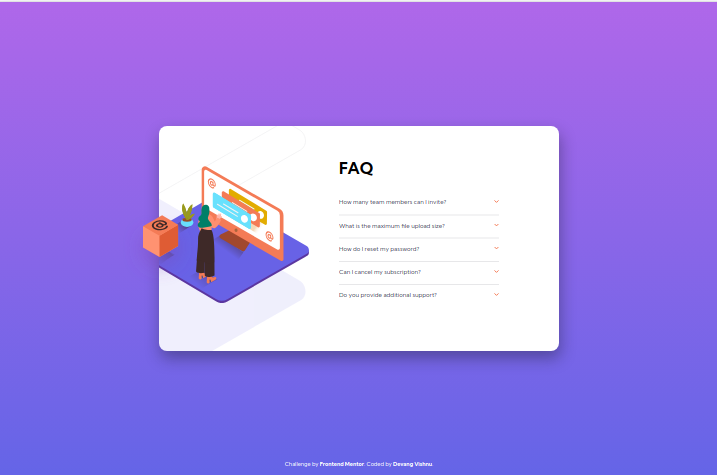 FAQ
How many team members can I invite?
What is the maximum file upload size?
How do I reset my password?
Can I cancel my subscription?
Do you provide additional support?
Challenge by Frontend Mentor. Coded by Devang Vishnu.